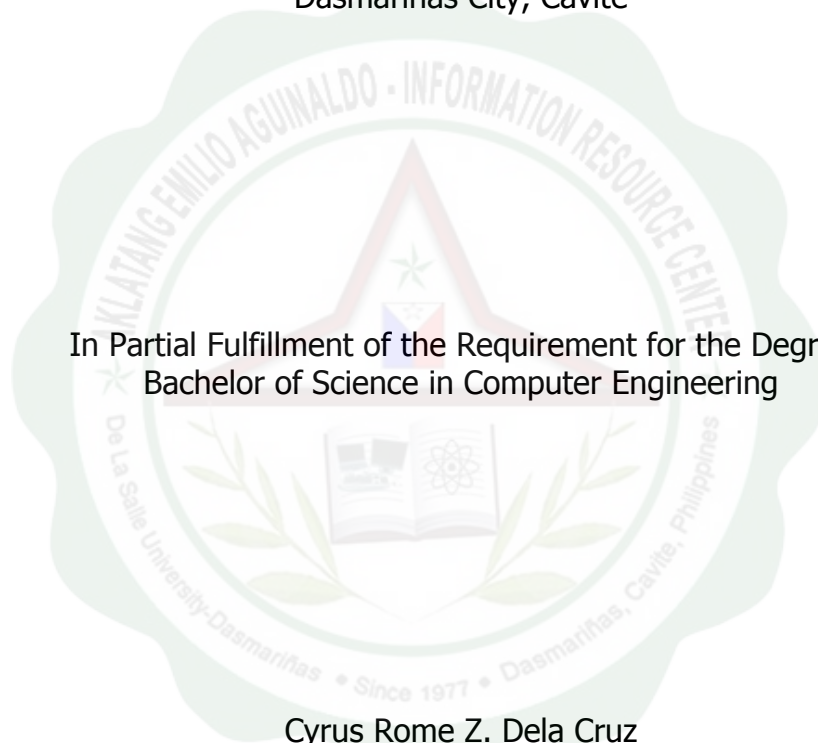 Dasmariñas City, Cavite
AKLATANG EMILIO AGUINALDO - INFORMATION RESOURCE CENTER
In Partial Fulfillment of the Requirement for the Degr
Bachelor of Science in Computer Engineering
De La Salle University-Dasmariñas • Since 1977 • Dasmariñas, Cavite, Philippines
Cyrus Rome Z. Dela Cruz